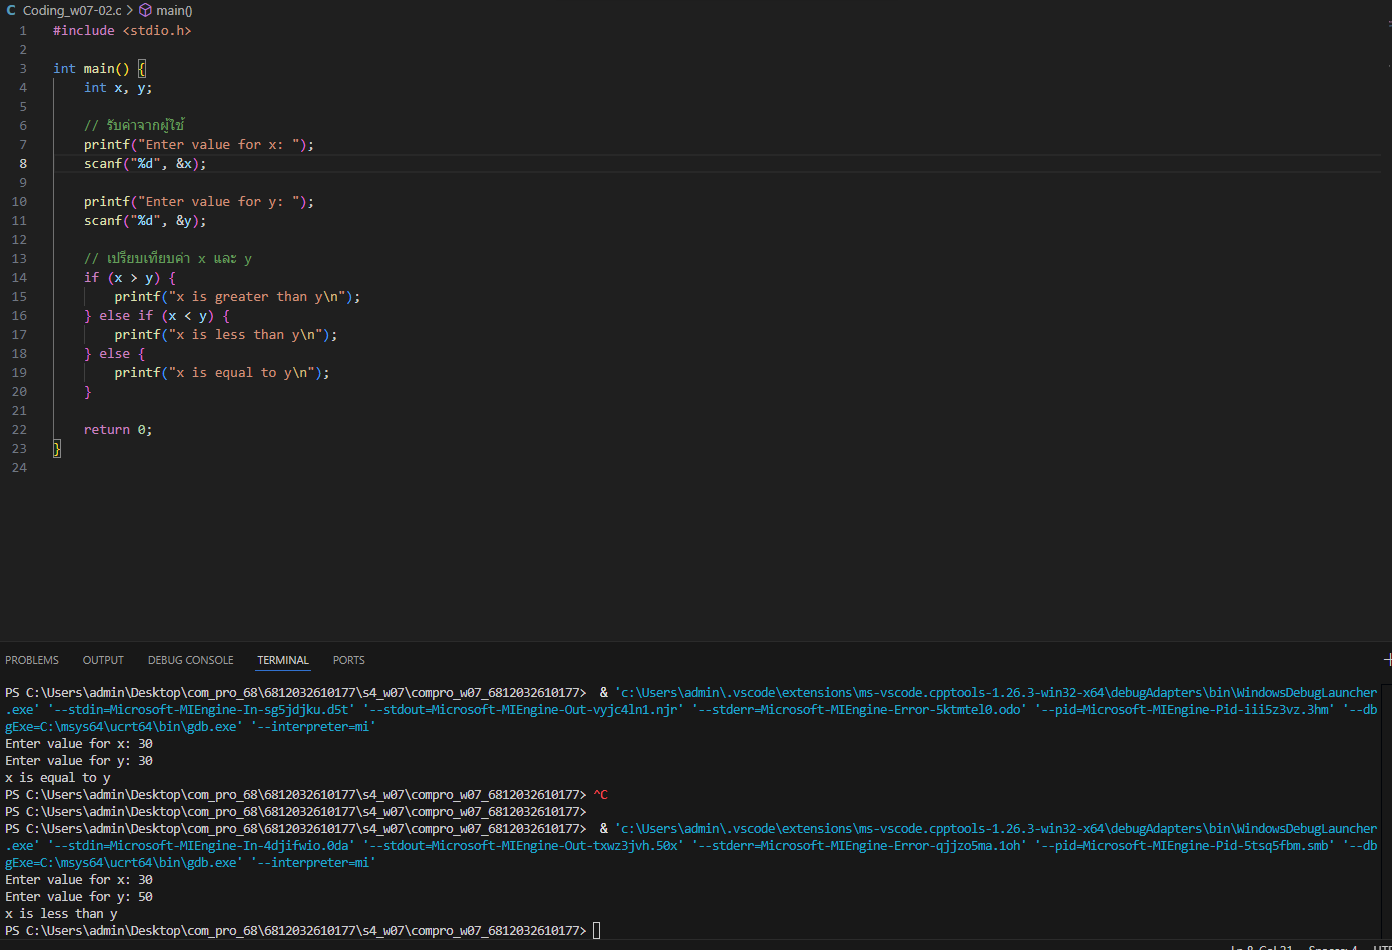 Coding_w07-02.c > main()
1 #include <stdio.h>
2
3 int main() {
4     int x, y;
5
6     // รับค่าจากผู้ใช้
7     printf("Enter value for x: ");
8     scanf("%d", &x);
9
10     printf("Enter value for y: ");
11     scanf("%d", &y);
12
13     // เปรียบเทียบค่า x และ y
14     if (x > y) {
15         printf("x is greater than y\n");
16     } else if (x < y) {
17         printf("x is less than y\n");
18     } else {
19         printf("x is equal to y\n");
20     }
21
22     return 0;
23 }
24
PROBLEMS OUTPUT DEBUG CONSOLE TERMINAL PORTS
PS C:\Users\admin\Desktop\com_pro_68\6812032610177\s4_w07\compro_w07_6812032610177>  & 'c:\Users\admin\.vscode\extensions\ms-vscode.cpptools-1.26.3-win32-x64\debugAdapters\bin\WindowsDebugLauncher
.exe' '--stdin=Microsoft-MIEngine-In-sg5jdjku.d5t' '--stdout=Microsoft-MIEngine-Out-vyjc4ln1.njr' '--stderr=Microsoft-MIEngine-Error-5ktmtel0.odo' '--pid=Microsoft-MIEngine-Pid-iii5z3vz.3hm' '--db
gExe=C:\msys64\ucrt64\bin\gdb.exe' '--interpreter=mi'
Enter value for x: 30
Enter value for y: 30
x is equal to y
PS C:\Users\admin\Desktop\com_pro_68\6812032610177\s4_w07\compro_w07_6812032610177> ^C
PS C:\Users\admin\Desktop\com_pro_68\6812032610177\s4_w07\compro_w07_6812032610177>
PS C:\Users\admin\Desktop\com_pro_68\6812032610177\s4_w07\compro_w07_6812032610177>  & 'c:\Users\admin\.vscode\extensions\ms-vscode.cpptools-1.26.3-win32-x64\debugAdapters\bin\WindowsDebugLauncher
.exe' '--stdin=Microsoft-MIEngine-In-4djifwio.0da' '--stdout=Microsoft-MIEngine-Out-txwz3jvh.50x' '--stderr=Microsoft-MIEngine-Error-qjjzo5ma.1oh' '--pid=Microsoft-MIEngine-Pid-5tsq5fbm.smb' '--db
gExe=C:\msys64\ucrt64\bin\gdb.exe' '--interpreter=mi'
Enter value for x: 30
Enter value for y: 50
x is less than y
PS C:\Users\admin\Desktop\com_pro_68\6812032610177\s4_w07\compro_w07_6812032610177>